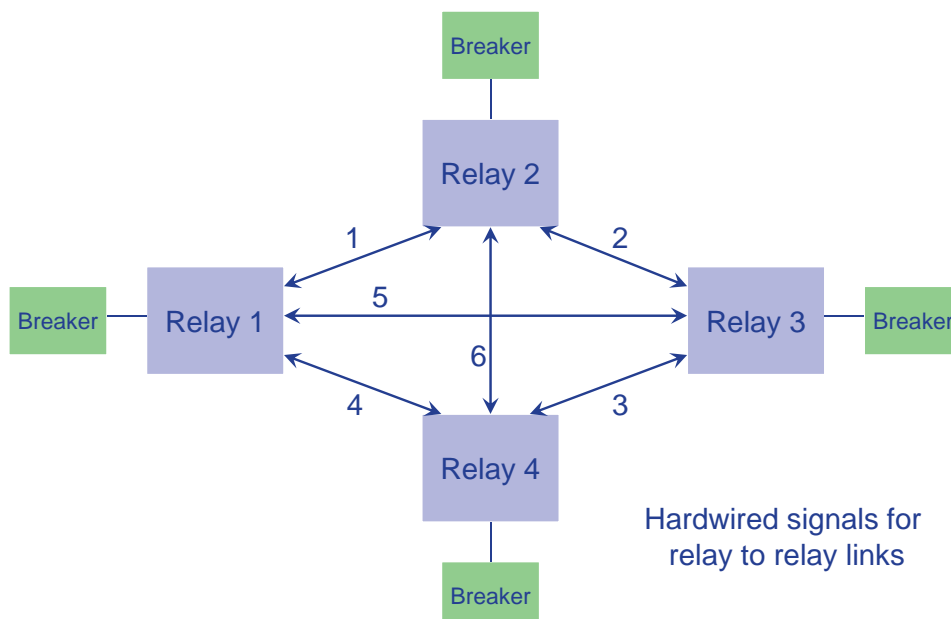 Breaker
Relay 2
1
2
Breaker
Relay 1
5
Relay 3
Breaker
6
4
3
Relay 4
Hardwired signals for
relay to relay links
Breaker